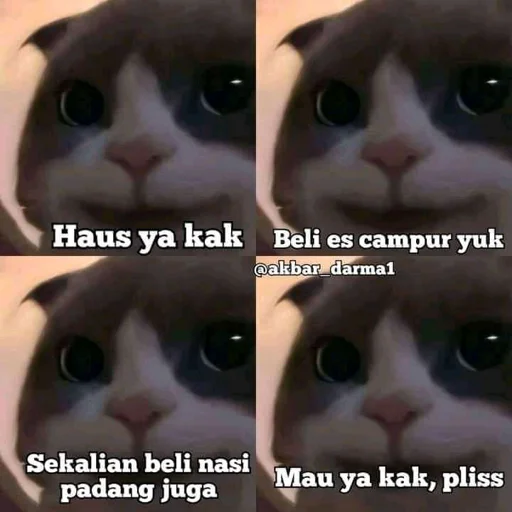 Haus ya kak
Beli es campur yuk
@akbar_darma1
Sekalian beli nasi
padang juga
Mau ya kak, pliss